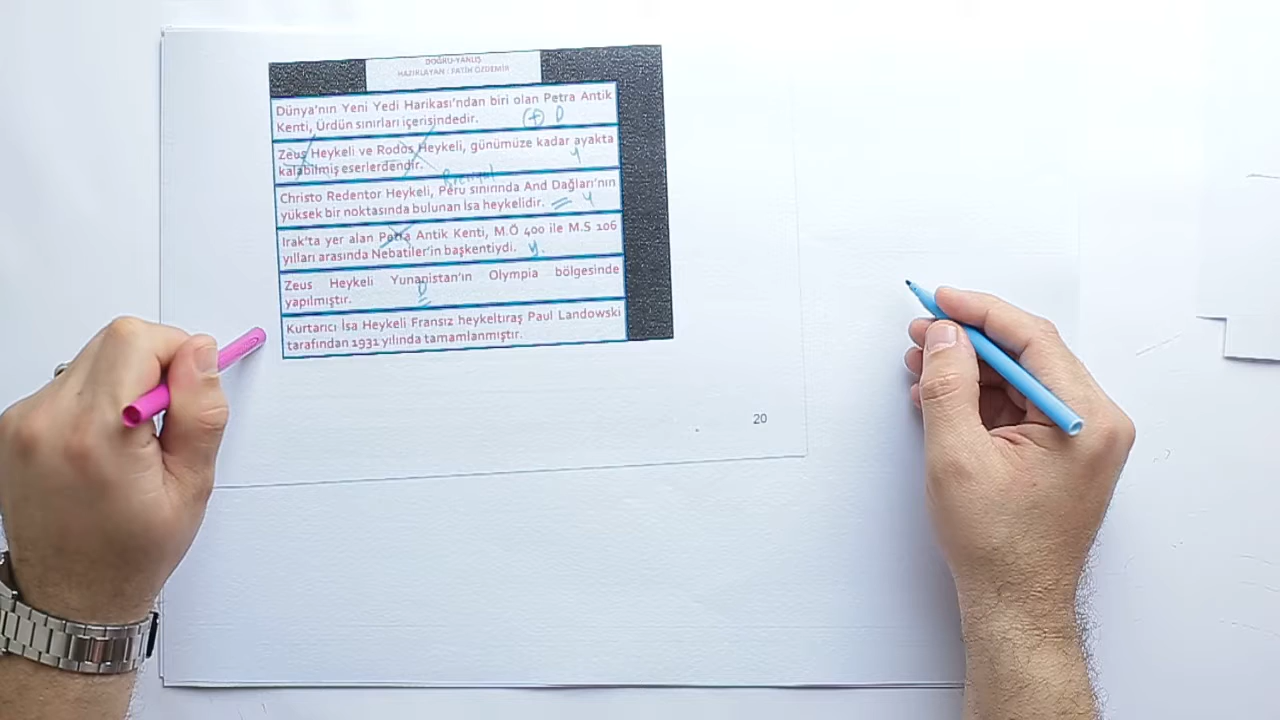 DOĞRU-YANLIŞ
HAZIRLAYAN : FATİH ÖZDEMİR
Dünya'nın Yeni Yedi Harikası'ndan biri olan Petra Antik
Kenti, Ürdün sınırları içerisindedir. (+) D
Zeus Heykeli ve Rodos Heykeli, günümüze kadar ayakta
kalabilmiş eserlerdendir. y
Christo Redentor Heykeli, Peru sınırında And Dağları'nın
yüksek bir noktasında bulunan İsa heykelidir. y
Irak'ta yer alan Petra Antik Kenti, M.Ö 400 ile M.S 106
yılları arasında Nebatiler'in başkentiydi. y.
Zeus Heykeli Yunanistan'ın Olympia bölgesinde
yapılmıştır. D
Kurtarıcı İsa Heykeli Fransız heykeltıraş Paul Landowski
tarafından 1931 yılında tamamlanmıştır.
20